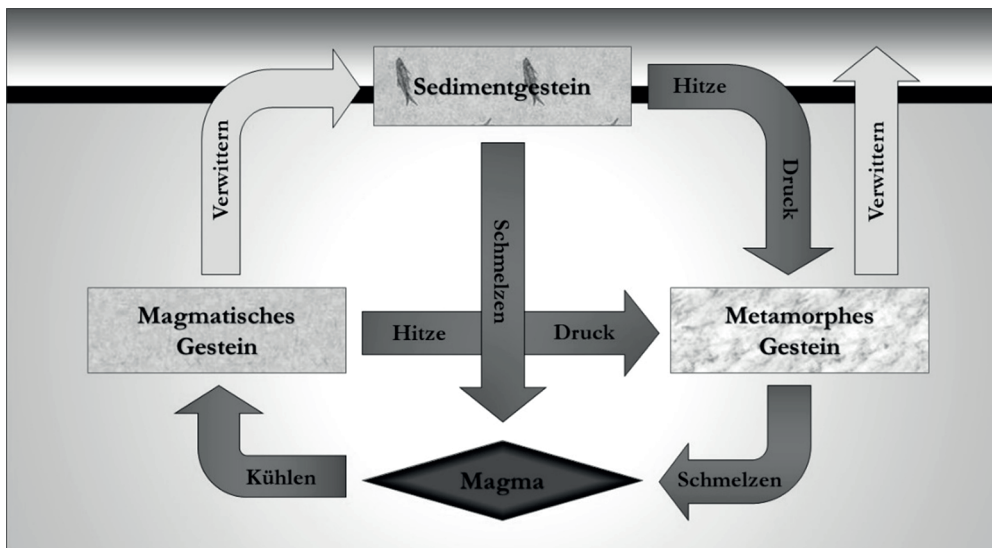 Sedimentgestein
Hitze
Druck
Verwittern
Verwittern
Schmelzen
Magmatisches
Gestein
Hitze
Druck
Metamorphes
Gestein
Kühlen
Magma
Schmelzen